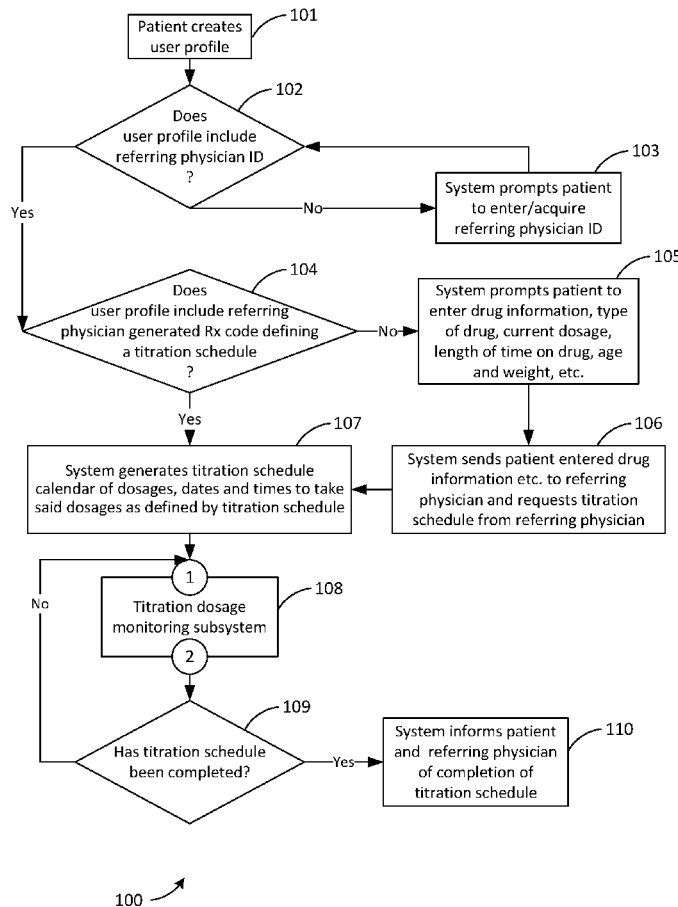 101
Patient creates
user profile
102
Does
user profile include
referring physician ID
?
103
System prompts patient
to enter/acquire
referring physician ID
No
Yes
104
Does
user profile include referring
physician generated Rx code defining
a titration schedule
?
No
105
System prompts patient to
enter drug information, type
of drug, current dosage,
length of time on drug, age
and weight, etc.
Yes
106
System sends patient entered drug
information etc. to referring
physician and requests titration
schedule from referring physician
107
System generates titration schedule
calendar of dosages, dates and times to take
said dosages as defined by titration schedule
No
1
108
Titration dosage
monitoring subsystem
2
109
Has titration schedule
been completed?
Yes
110
System informs patient
and referring physician
of completion of
titration schedule
100